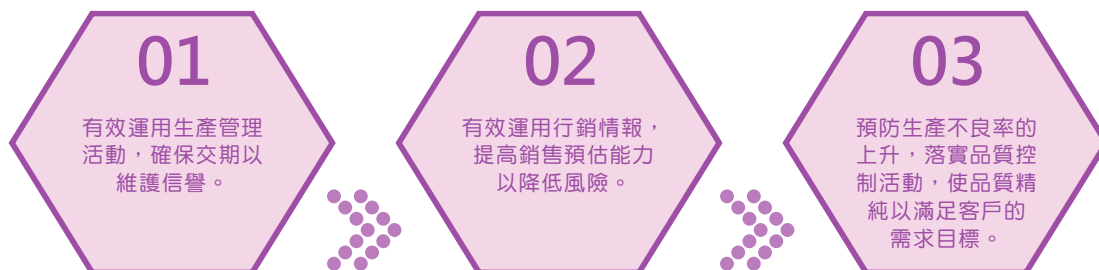 01
有效運用生產管理
活動，確保交期以
維護信譽。
02
有效運用行銷情報，
提高銷售預估能力
以降低風險。
03
預防生產不良率的
上升，落實品質控
制活動，使品質精
純以滿足客戶的
需求目標。